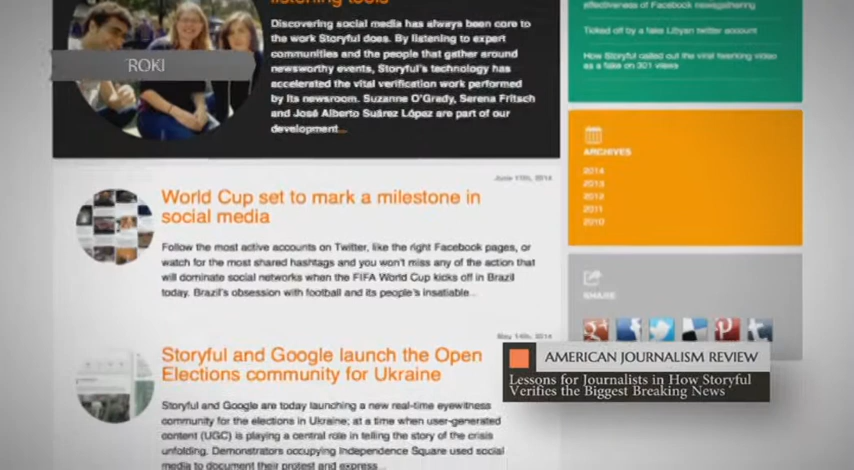 listening tools
Discovering social media has always been core to
the work Storyful does. By listening to expert
communities and the people that gather around
newsworthy events, Storyful's technology has
accelerated the vital verification work performed
by its newsroom. Suzanne O'Grady, Serena Fritsch
and José Alberto Suárez López are part of our
development...
'ROKI
effectiveness of Facebook newsgathering
Ticked off by a fake Libyan twitter account
How Storyful called out the viral twerking video
as a fake on 301 views
ARCHIVES
2014
2013
2012
2011
2010
SHARE
June 11th, 2014
World Cup set to mark a milestone in
social media
Follow the most active accounts on Twitter, like the right Facebook pages, or
watch for the most shared hashtags and you won't miss any of the action that
will dominate social networks when the FIFA World Cup kicks off in Brazil
today. Brazil's obsession with football and its people's insatiable...
May 14th, 2014
Storyful and Google launch the Open
Elections community for Ukraine
Storyful and Google are today launching a new real-time eyewitness
community for the elections in Ukraine; at a time when user-generated
content (UGC) is playing a central role in telling the story of the crisis
unfolding. Demonstrators occupying Independence Square used social
media to document their protest and express...
AMERICAN JOURNALISM REVIEW
Lessons for Journalists in How Storyful
Verifies the Biggest Breaking News